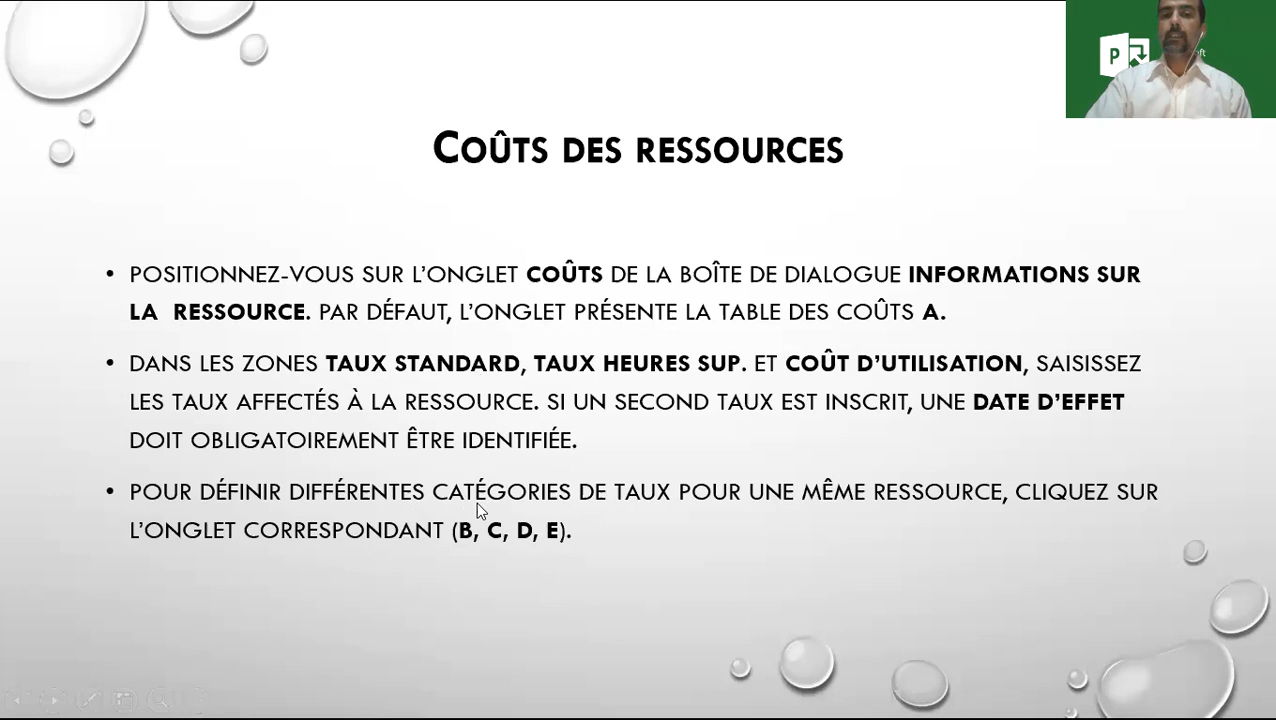 COÛTS DES RESSOURCES
• POSITIONNEZ-VOUS SUR L’ONGLET COÛTS DE LA BOÎTE DE DIALOGUE INFORMATIONS SUR
LA RESSOURCE. PAR DÉFAUT, L’ONGLET PRÉSENTE LA TABLE DES COÛTS A.
• DANS LES ZONES TAUX STANDARD, TAUX HEURES SUP. ET COÛT D’UTILISATION, SAISISSEZ
LES TAUX AFFECTÉS À LA RESSOURCE. SI UN SECOND TAUX EST INSCRIT, UNE DATE D’EFFET
DOIT OBLIGATOIREMENT ÊTRE IDENTIFIÉE.
• POUR DÉFINIR DIFFÉRENTES CATÉGORIES DE TAUX POUR UNE MÊME RESSOURCE, CLIQUEZ SUR
L’ONGLET CORRESPONDANT (B, C, D, E).
P